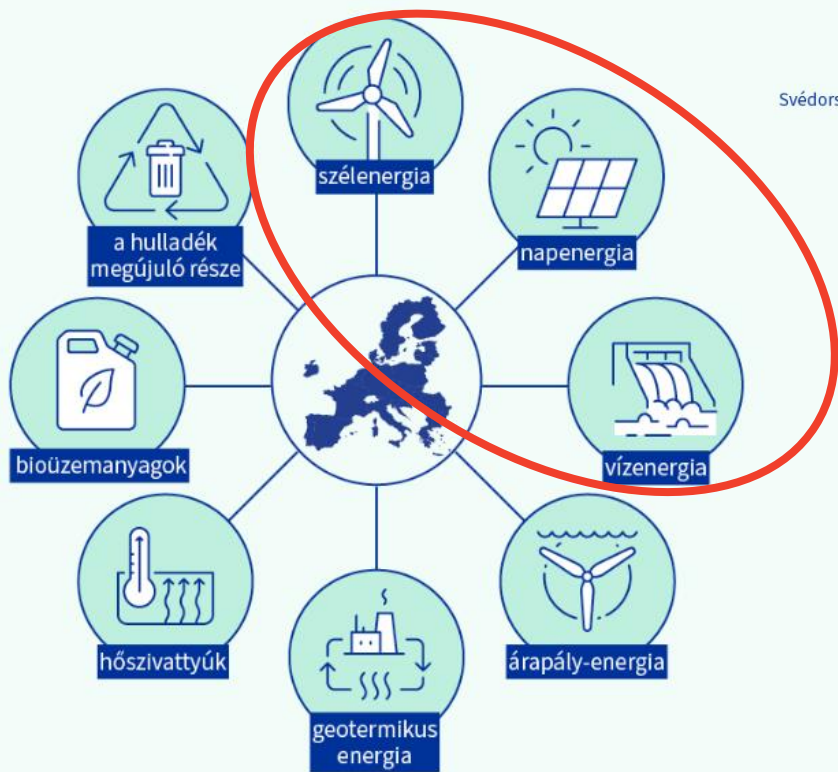 szélenergia
napenergia
vízenergia
árapály-energia
geotermikus
energia
hőszivattyúk
bioüzemanyagok
a hulladék
megújuló része